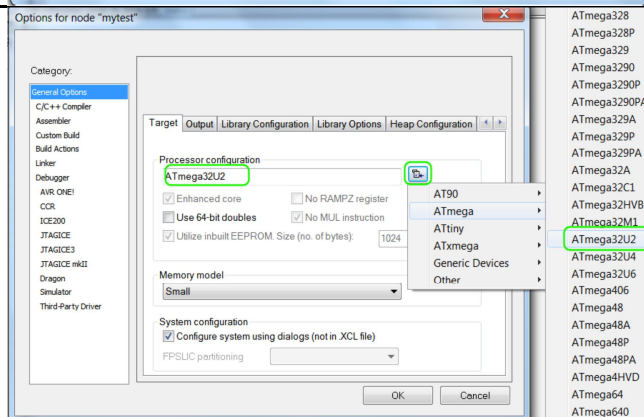 Options for node "mytest"
Category:
General Options
C/C++ Compiler
Assembler
Custom Build
Build Actions
Linker
Debugger
AVR ONE!
CCR
ICE200
JTAGICE
JTAGICE3
JTAGICE mkII
Dragon
Simulator
Third-Party Driver
Target Output Library Configuration Library Options Heap Configuration
Processor configuration
ATmega32U2
Enhanced core No RAMPZ register
Use 64-bit doubles No MUL instruction
Utilize inbuilt EEPROM. Size (no. of bytes): 1024
Memory model
Small
System configuration
Configure system using dialogs (not in .XCL file)
FPSLIC partitioning
OK Cancel
AT90
ATmega
ATtiny
ATxmega
Generic Devices
Other
ATmega328
ATmega328P
ATmega329
ATmega3290
ATmega3290P
ATmega3290PA
ATmega329A
ATmega329P
ATmega329PA
ATmega32A
ATmega32C1
ATmega32HVB
ATmega32M1
ATmega32U2
ATmega32U4
ATmega32U6
ATmega406
ATmega48
ATmega48A
ATmega48P
ATmega48PA
ATmega4HVD
ATmega64
ATmega640